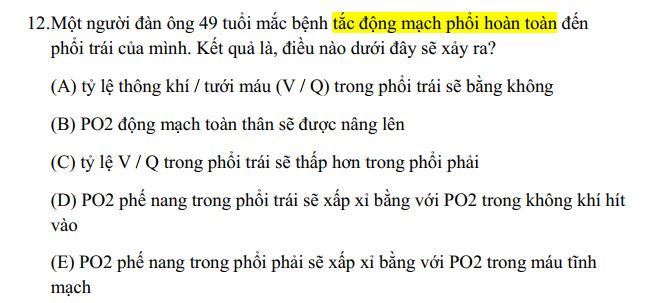 12.Một người đàn ông 49 tuổi mắc bệnh tắc động mạch phổi hoàn toàn đến
phổi trái của mình. Kết quả là, điều nào dưới đây sẽ xảy ra?
(A) tỷ lệ thông khí / tưới máu (V / Q) trong phổi trái sẽ bằng không
(B) PO2 động mạch toàn thân sẽ được nâng lên
(C) tỷ lệ V / Q trong phổi trái sẽ thấp hơn trong phổi phải
(D) PO2 phế nang trong phổi trái sẽ xấp xỉ bằng với PO2 trong không khí hít
vào
(E) PO2 phế nang trong phổi phải sẽ xấp xỉ bằng với PO2 trong máu tĩnh
mạch